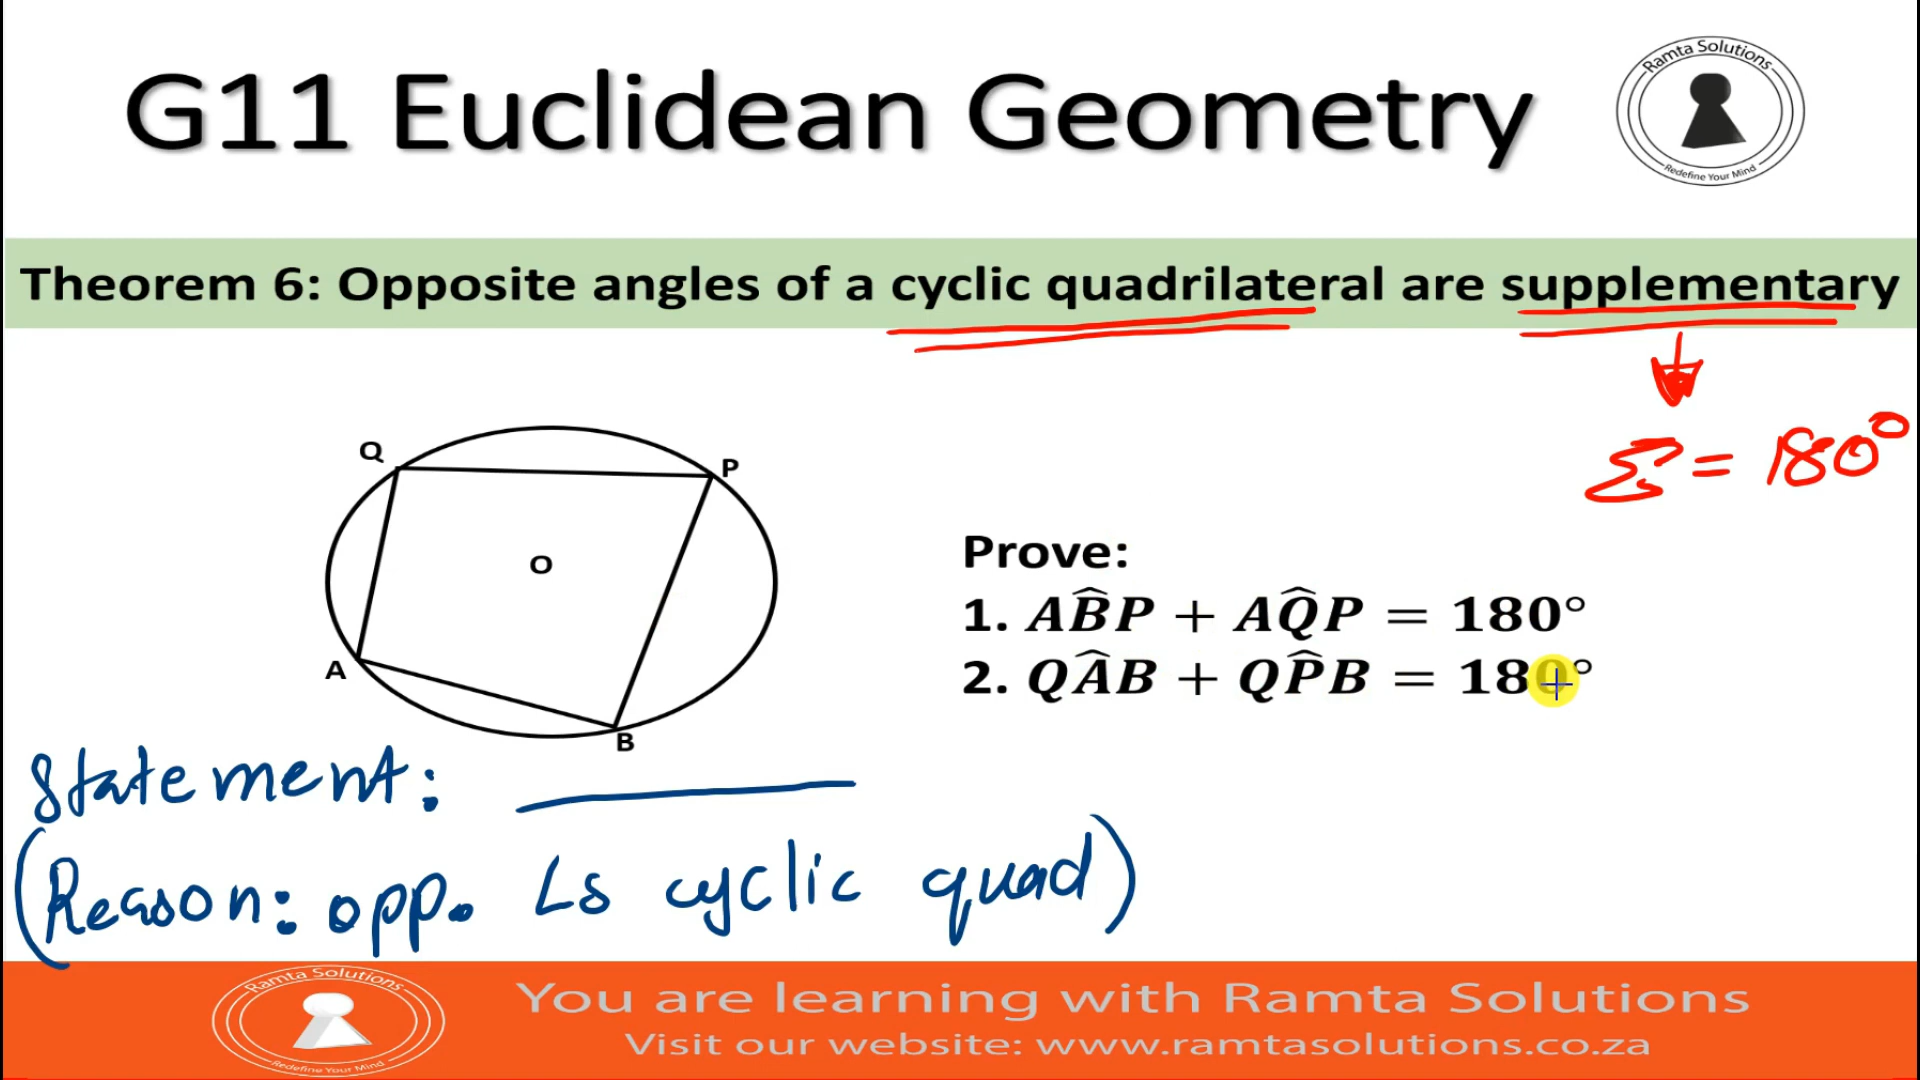 G11 Euclidean Geometry
Ramta Solutions
Redefine Your Mind
Theorem 6: Opposite angles of a cyclic quadrilateral are supplementary
Σ = 180°
Q
P
O
A
B
Prove:
1. AB̂P + AQ̂P = 180°
2. QÂB + QP̂B = 180°
Statement:
(Reason: opp. ∠s cyclic quad)
Ramta Solutions
Redefine Your Mind
You are learning with Ramta Solutions
Visit our website: www.ramtasolutions.co.za